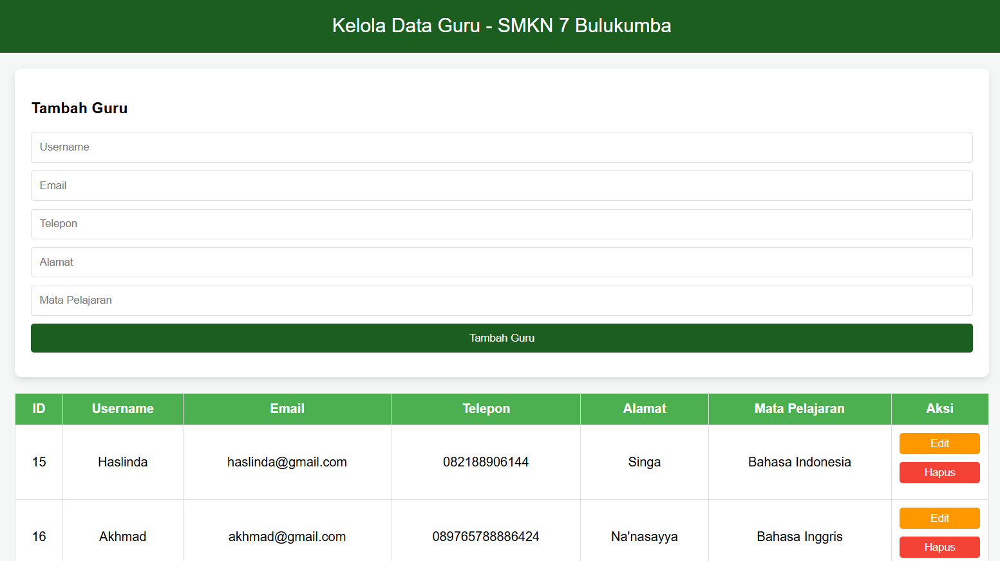 Kelola Data Guru - SMKN 7 Bulukumba
Tambah Guru
Username
Email
Telepon
Alamat
Mata Pelajaran
Tambah Guru
ID Username Email Telepon Alamat Mata Pelajaran Aksi
15 Haslinda haslinda@gmail.com 082188906144 Singa Bahasa Indonesia Edit
Hapus
16 Akhmad akhmad@gmail.com 089765788886424 Na'nasayya Bahasa Inggris Edit
Hapus